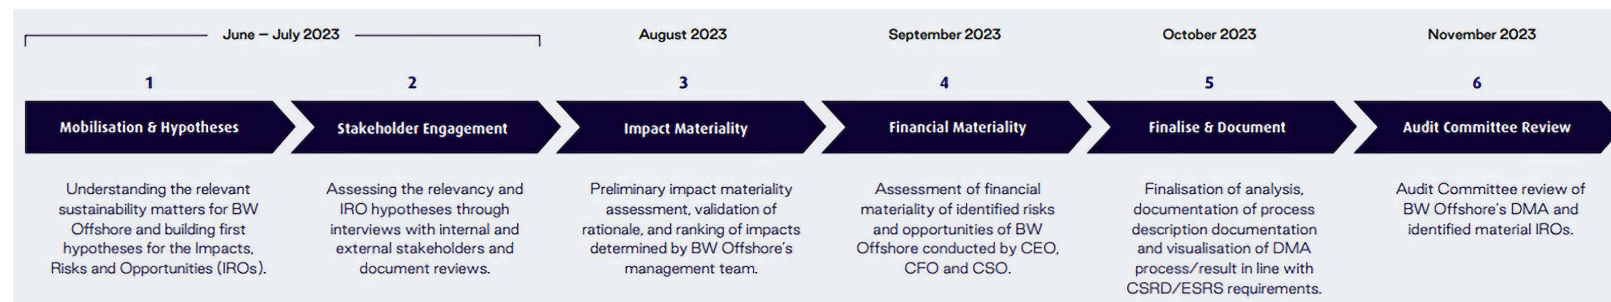 June – July 2023
August 2023
September 2023
October 2023
November 2023
1
2
3
4
5
6
Mobilisation & Hypotheses
Stakeholder Engagement
Impact Materiality
Financial Materiality
Finalise & Document
Audit Committee Review
Understanding the relevant
sustainability matters for BW
Offshore and building first
hypotheses for the Impacts,
Risks and Opportunities (IROs).
Assessing the relevancy and
IRO hypotheses through
interviews with internal and
external stakeholders and
document reviews.
Preliminary impact materiality
assessment, validation of
rationale, and ranking of impacts
determined by BW Offshore's
management team.
Assessment of financial
materiality of identified risks
and opportunities of BW
Offshore conducted by CEO,
CFO and CSO.
Finalisation of analysis,
documentation of process
description documentation
and visualisation of DMA
process/result in line with
CSRD/ESRS requirements.
Audit Committee review of
BW Offshore's DMA and
identified material IROs.